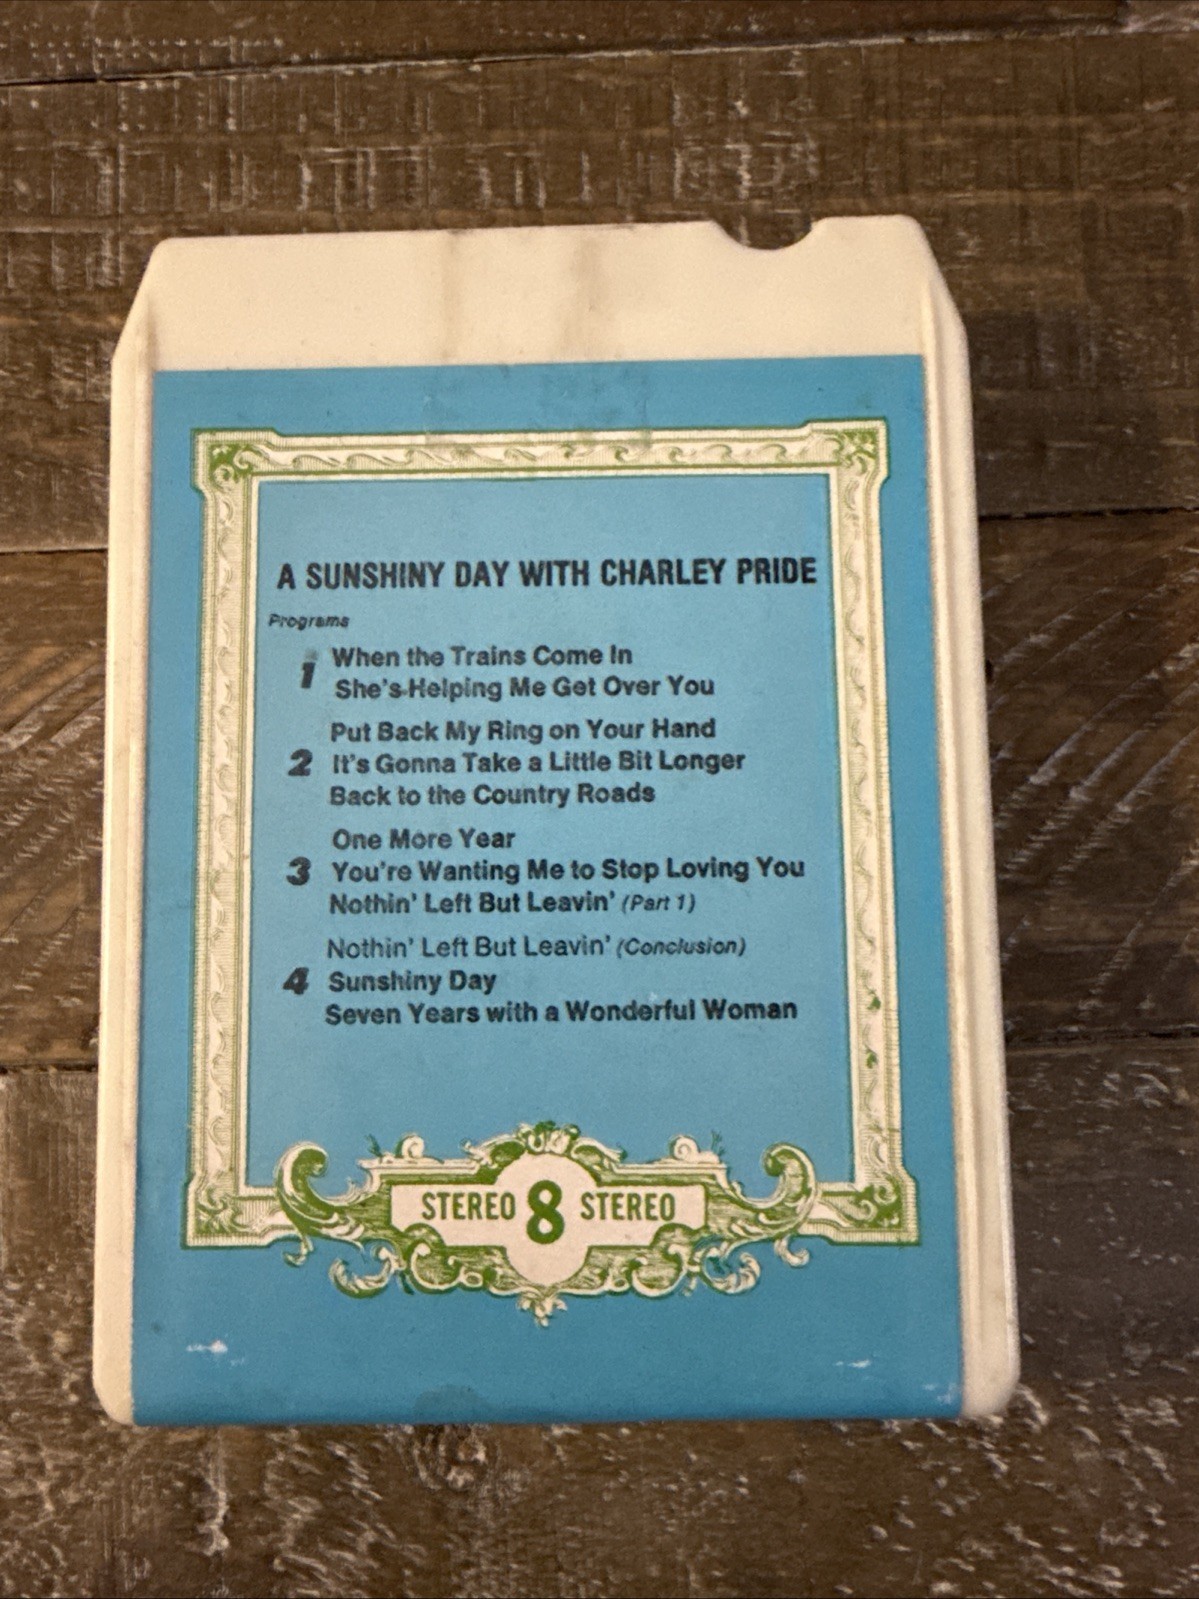 A SUNSHINY DAY WITH CHARLEY PRIDE
Programs
1 When the Trains Come In
She's Helping Me Get Over You
Put Back My Ring on Your Hand
2 It's Gonna Take a Little Bit Longer
Back to the Country Roads
One More Year
3 You're Wanting Me to Stop Loving You
Nothin' Left But Leavin' (Part 1)
Nothin' Left But Leavin' (Conclusion)
4 Sunshiny Day
Seven Years with a Wonderful Woman
STEREO 8 STEREO